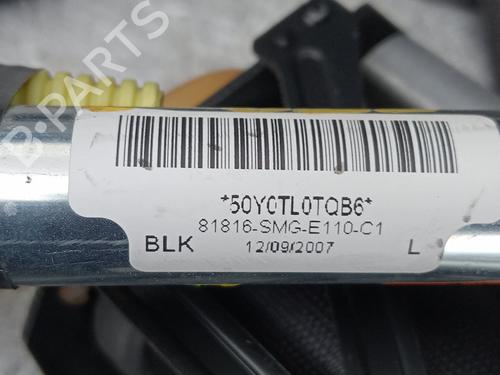 B-PARTS
*50Y0TL0TQB6*
81816-SMG-E110-C1
BLK 12/09/2007 L